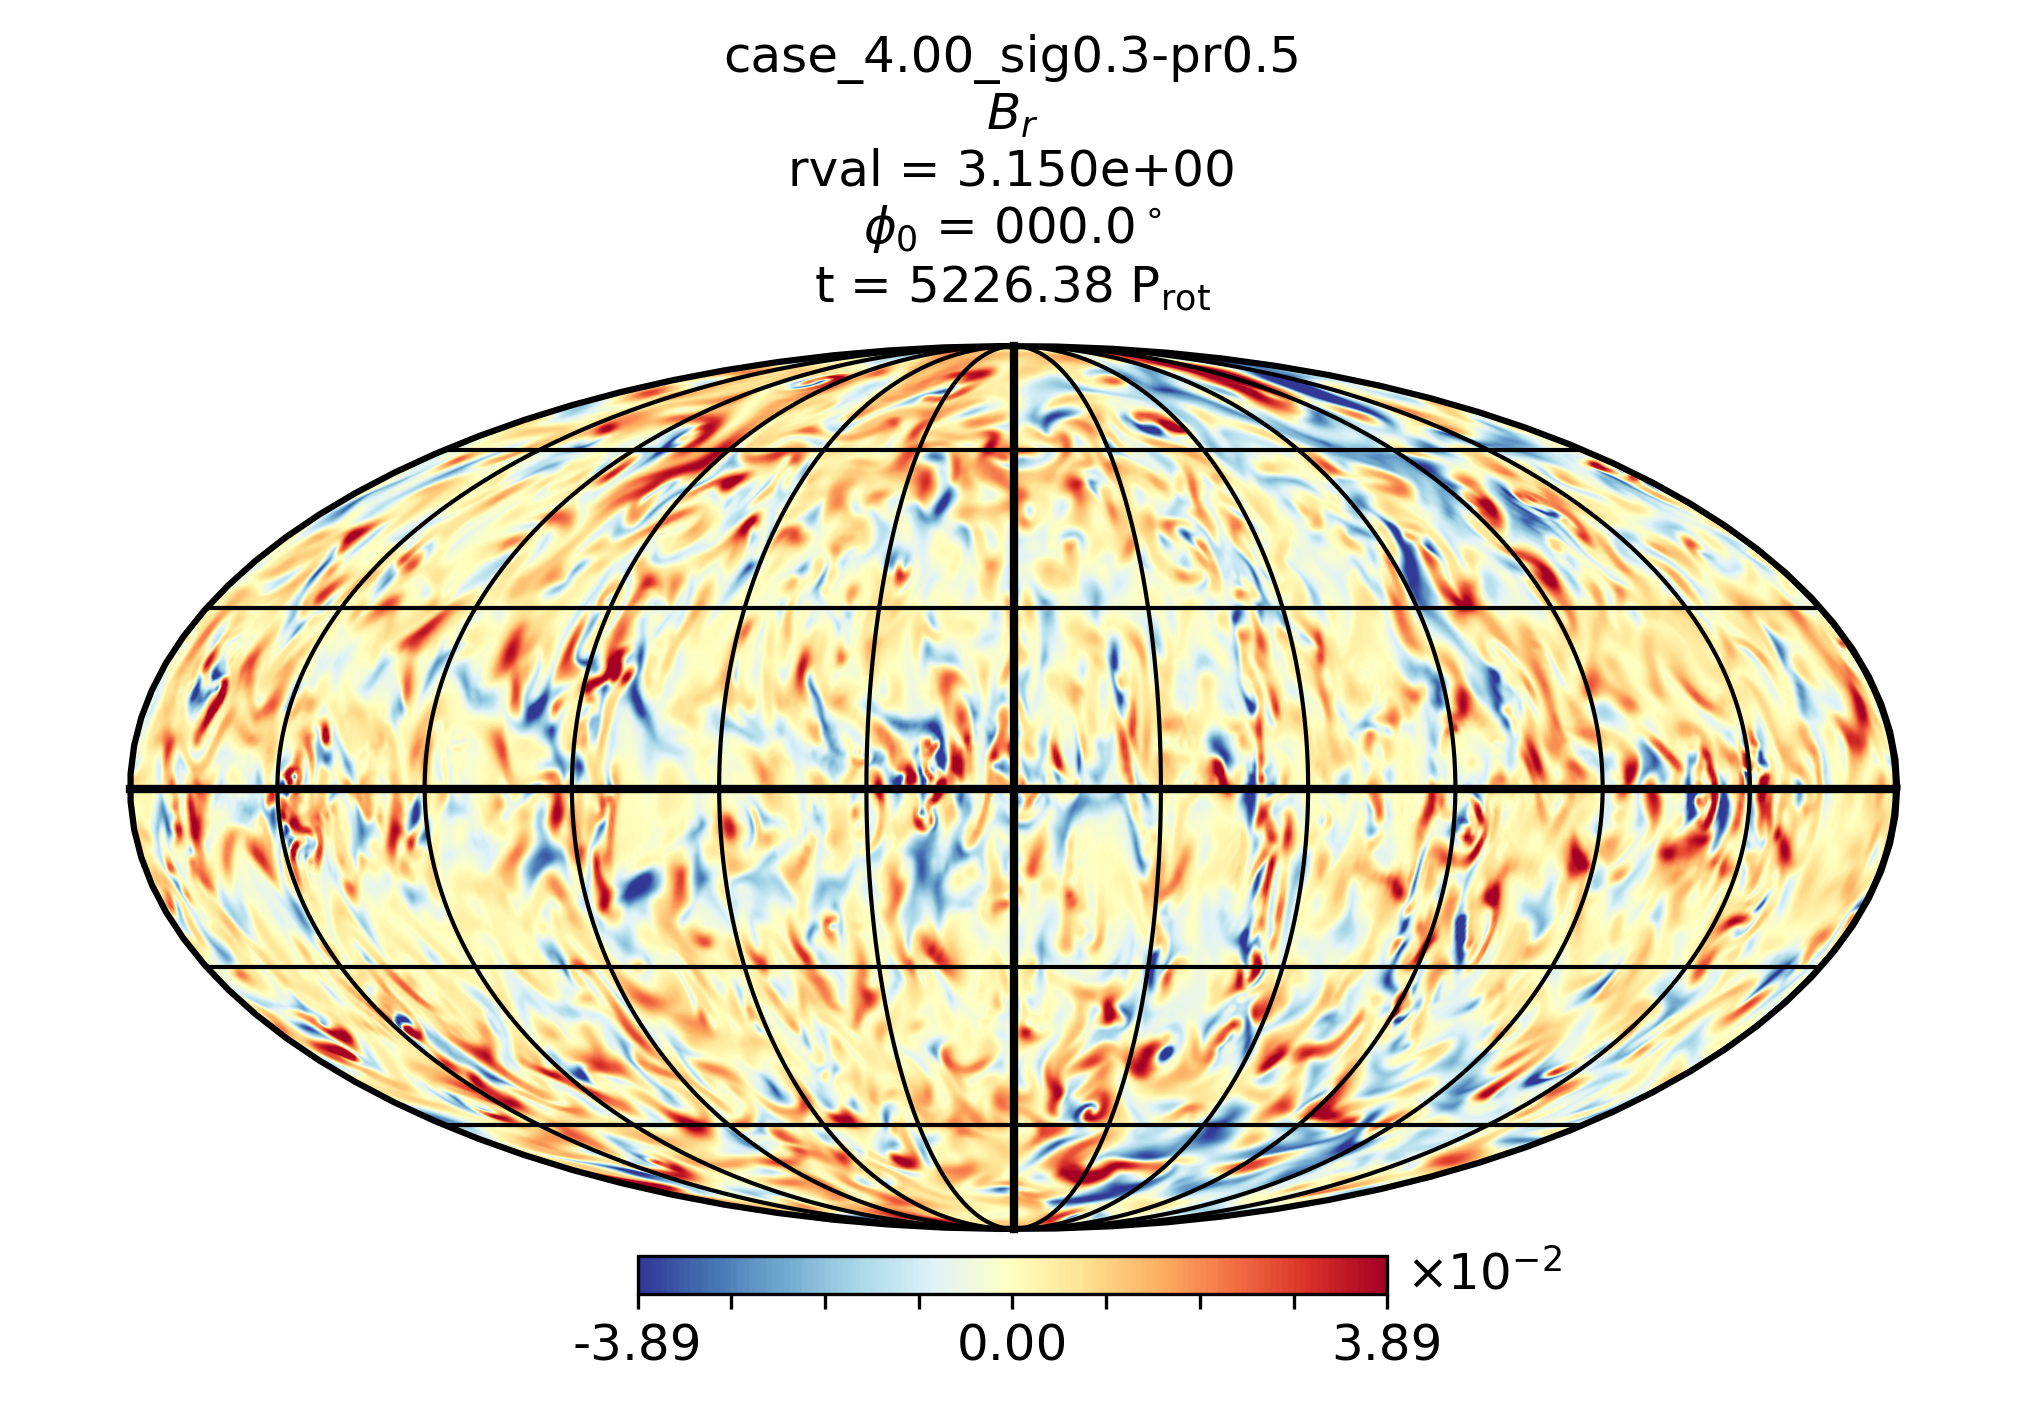 case_4.00_sig0.3-pr0.5
B_r
rval = 3.150e+00
ϕ_0 = 000.0°
t = 5226.38 P_rot
×10^−2
-3.89 0.00 3.89